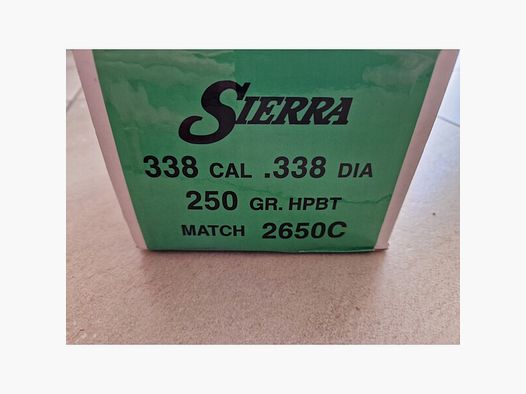 SIERRA
338 CAL .338 DIA
250 GR. HPBT
MATCH 2650C